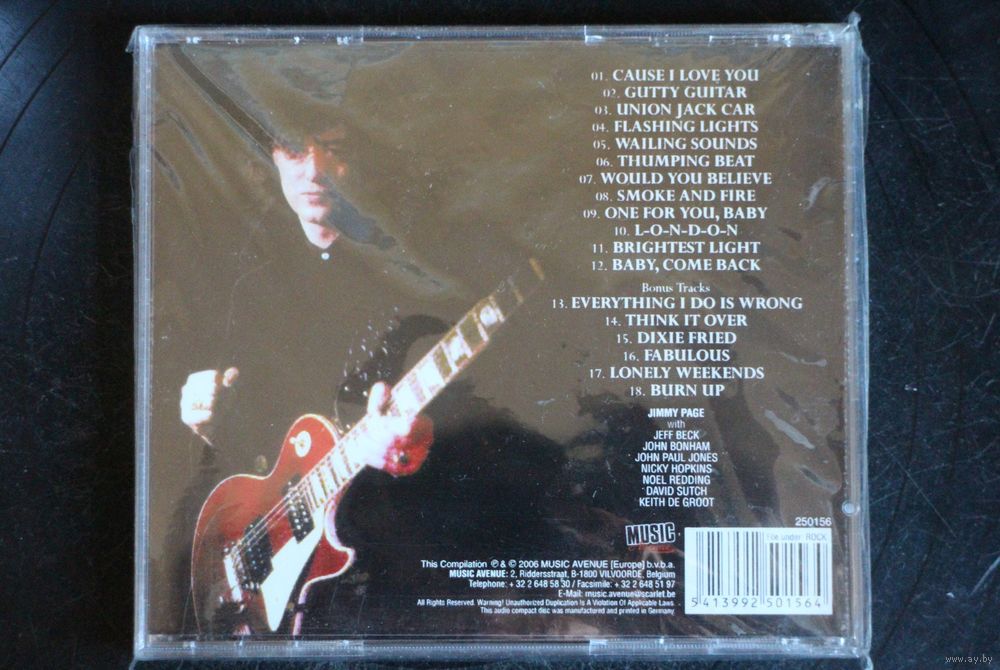 01. CAUSE I LOVE YOU
02. GUTTY GUITAR
03. UNION JACK CAR
04. FLASHING LIGHTS
05. WAILING SOUNDS
06. THUMPING BEAT
07. WOULD YOU BELIEVE
08. SMOKE AND FIRE
09. ONE FOR YOU, BABY
10. L-O-N-D-O-N
11. BRIGHTEST LIGHT
12. BABY, COME BACK
Bonus Tracks
13. EVERYTHING I DO IS WRONG
14. THINK IT OVER
15. DIXIE FRIED
16. FABULOUS
17. LONELY WEEKENDS
18. BURN UP
JIMMY PAGE
with
JEFF BECK
JOHN BONHAM
JOHN PAUL JONES
NICKY HOPKINS
NOEL REDDING
DAVID SUTCH
KEITH DE GROOT
250156
MUSIC
File under: ROCK
This Compilation ℗ & © 2006 MUSIC AVENUE [Europe] b.v.b.a.
MUSIC AVENUE: 2, Riddersstraat, B-1800 VILVOORDE, Belgium
Telephone: + 32 2 648 58 30 / Facsimile: + 32 2 648 51 97
E-Mail: music.avenue@scarlet.be
All Rights Reserved. Warning! Unauthorized Duplication Is A Violation Of Applicable Laws.
This audio compact disc was manufactured and printed in Germany.
5 413992 501564
www.ay.by